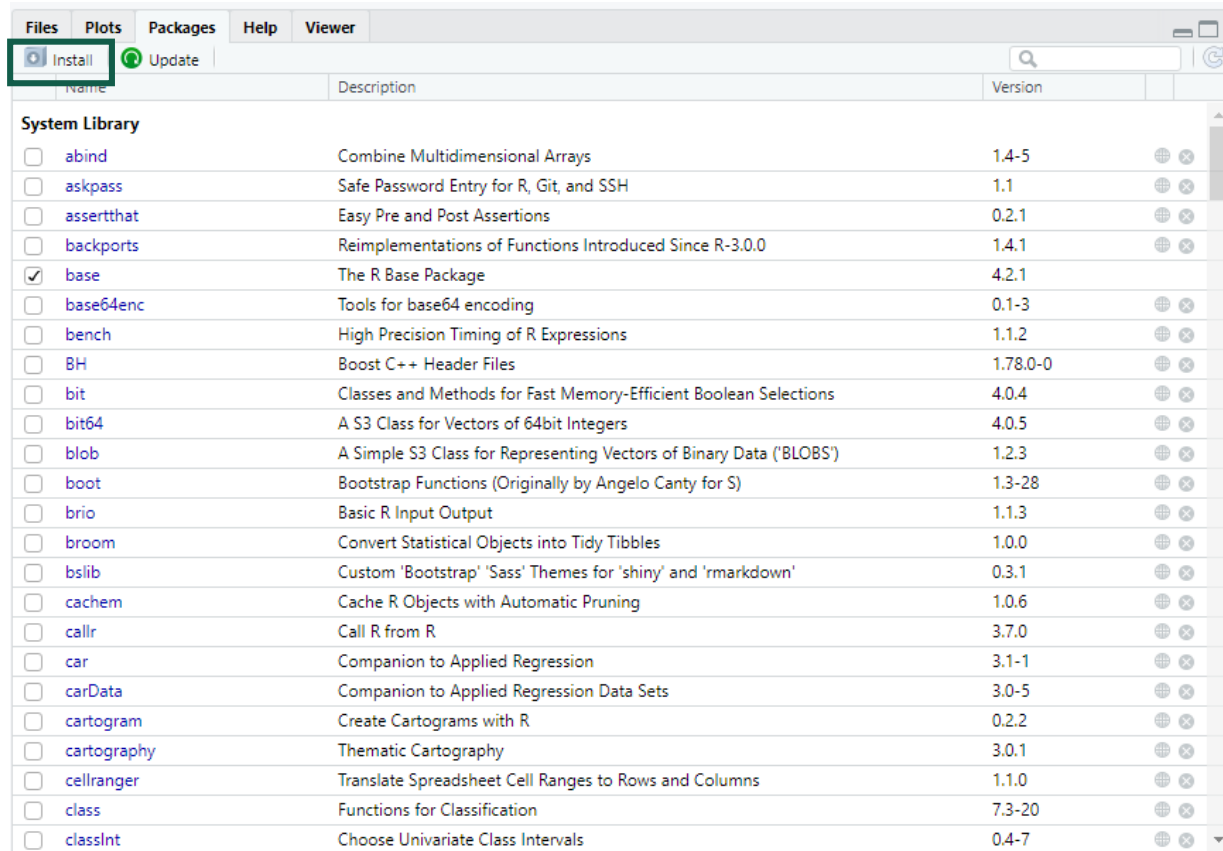 Files Plots Packages Help Viewer
Install Update
Name Description Version
System Library
abind Combine Multidimensional Arrays 1.4-5
askpass Safe Password Entry for R, Git, and SSH 1.1
assertthat Easy Pre and Post Assertions 0.2.1
backports Reimplementations of Functions Introduced Since R-3.0.0 1.4.1
base The R Base Package 4.2.1
base64enc Tools for base64 encoding 0.1-3
bench High Precision Timing of R Expressions 1.1.2
BH Boost C++ Header Files 1.78.0-0
bit Classes and Methods for Fast Memory-Efficient Boolean Selections 4.0.4
bit64 A S3 Class for Vectors of 64bit Integers 4.0.5
blob A Simple S3 Class for Representing Vectors of Binary Data ('BLOBS') 1.2.3
boot Bootstrap Functions (Originally by Angelo Canty for S) 1.3-28
brio Basic R Input Output 1.1.3
broom Convert Statistical Objects into Tidy Tibbles 1.0.0
bslib Custom 'Bootstrap' 'Sass' Themes for 'shiny' and 'rmarkdown' 0.3.1
cachem Cache R Objects with Automatic Pruning 1.0.6
callr Call R from R 3.7.0
car Companion to Applied Regression 3.1-1
carData Companion to Applied Regression Data Sets 3.0-5
cartogram Create Cartograms with R 0.2.2
cartography Thematic Cartography 3.0.1
cellranger Translate Spreadsheet Cell Ranges to Rows and Columns 1.1.0
class Functions for Classification 7.3-20
classInt Choose Univariate Class Intervals 0.4-7